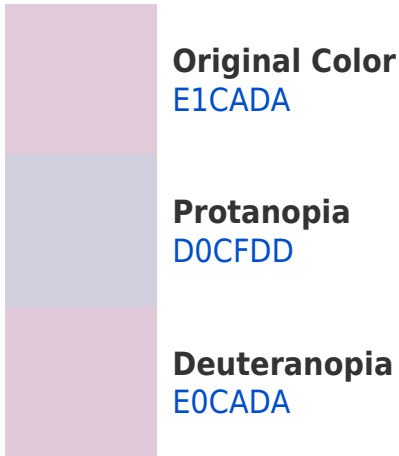 Original Color
E1CADA
Protanopia
D0CFDD
Deuteranopia
E0CADA